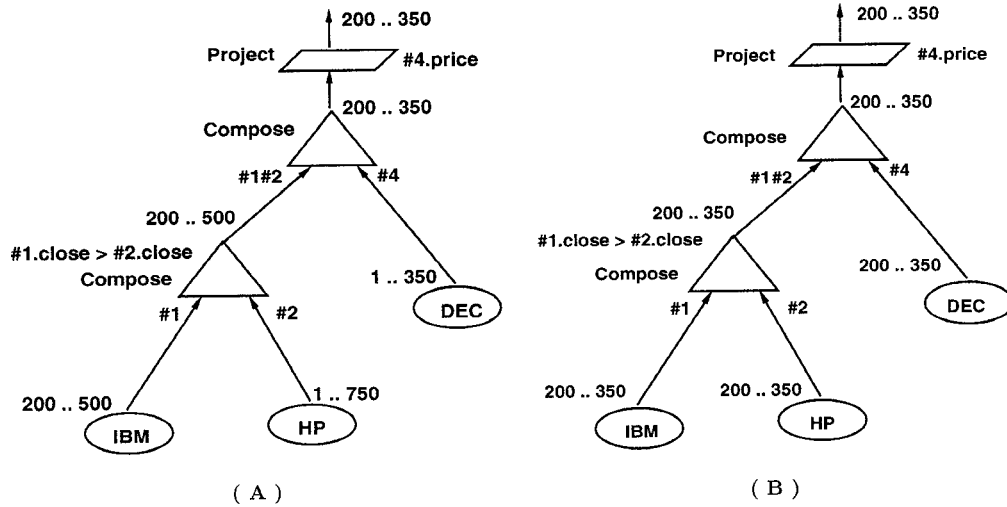 200 .. 350
Project
#4.price
200 .. 350
Compose
#1#2
#4
200 .. 500
#1.close > #2.close
Compose
1 .. 350
DEC
#1
#2
200 .. 500
1 .. 750
IBM
HP
( A )
200 .. 350
Project
#4.price
200 .. 350
Compose
#1#2
#4
200 .. 350
#1.close > #2.close
Compose
200 .. 350
DEC
#1
#2
200 .. 350
200 .. 350
IBM
HP
( B )